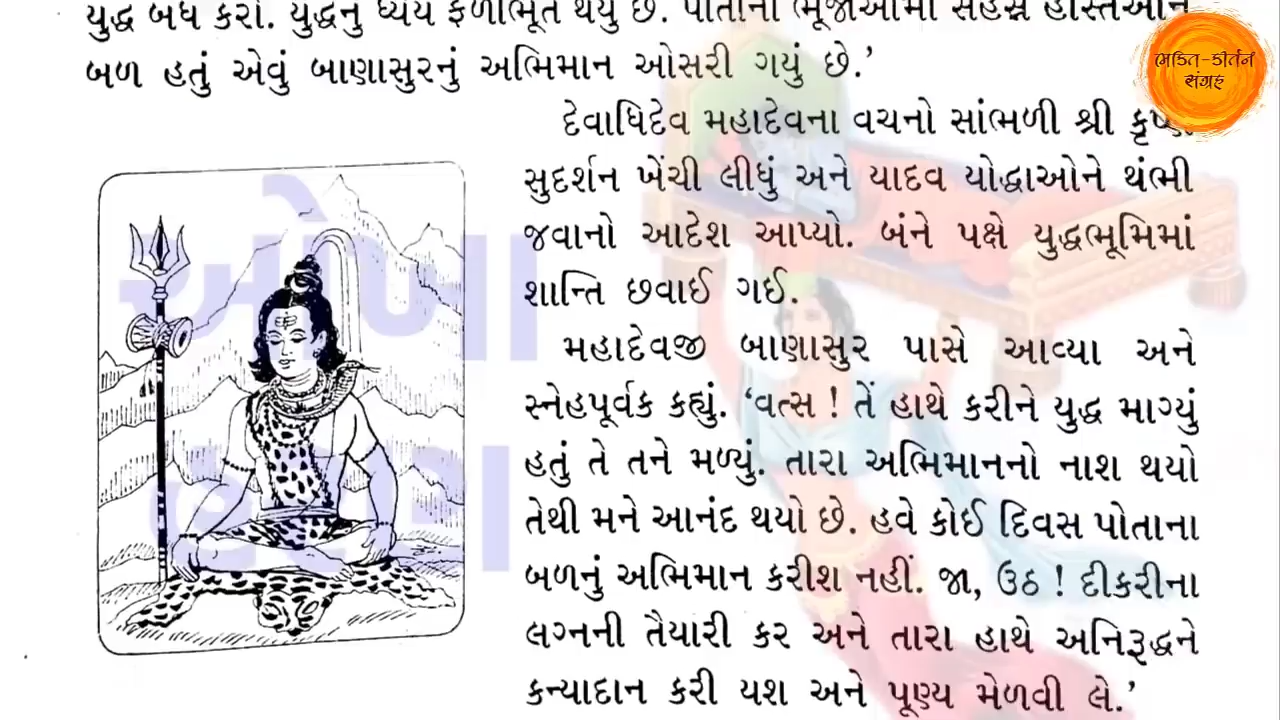 યુદ્ધ બંધ કરો. યુદ્ધનું ધ્યેય ફળીભૂત થયું છે. પોતાની ભૂજાઓમાં સહસ્ર હસ્તિઓનું
બળ હતું એવું બાણાસુરનું અભિમાન ઓસરી ગયું છે.’
ભક્તિ-કીર્તન
સંગ્રહ
દેવાધિદેવ મહાદેવના વચનો સાંભળી શ્રી કૃષ્ણે
સુદર્શન ખેંચી લીધું અને યાદવ યોદ્ધાઓને થંભી
જવાનો આદેશ આપ્યો. બંને પક્ષે યુદ્ધભૂમિમાં
શાન્તિ છવાઈ ગઈ.
મહાદેવજી બાણાસુર પાસે આવ્યા અને
સ્નેહપૂર્વક કહ્યું. ‘વત્સ ! તેં હાથે કરીને યુદ્ધ માગ્યું
હતું તે તને મળ્યું. તારા અભિમાનનો નાશ થયો
તેથી મને આનંદ થયો છે. હવે કોઈ દિવસ પોતાના
બળનું અભિમાન કરીશ નહીં. જા, ઉઠ ! દીકરીના
લગ્નની તૈયારી કર અને તારા હાથે અનિરૂદ્ધને
કન્યાદાન કરી યશ અને પૂણ્ય મેળવી લે.’
ઓખા